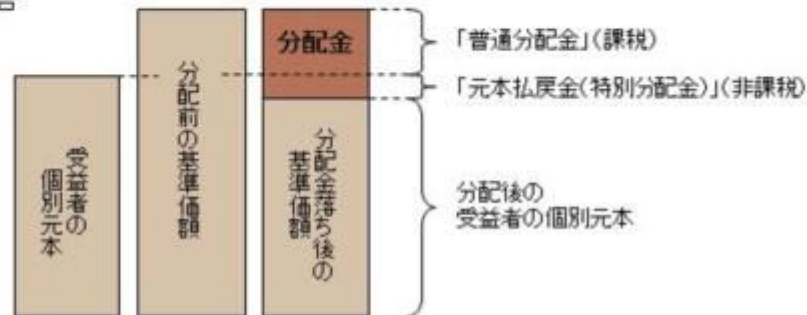 受益者の
個別元本
分配前の基準価額
分配金
分配金落ち後の
基準価額
「普通分配金」(課税)
「元本払戻金(特別分配金)」(非課税)
分配後の
受益者の個別元本